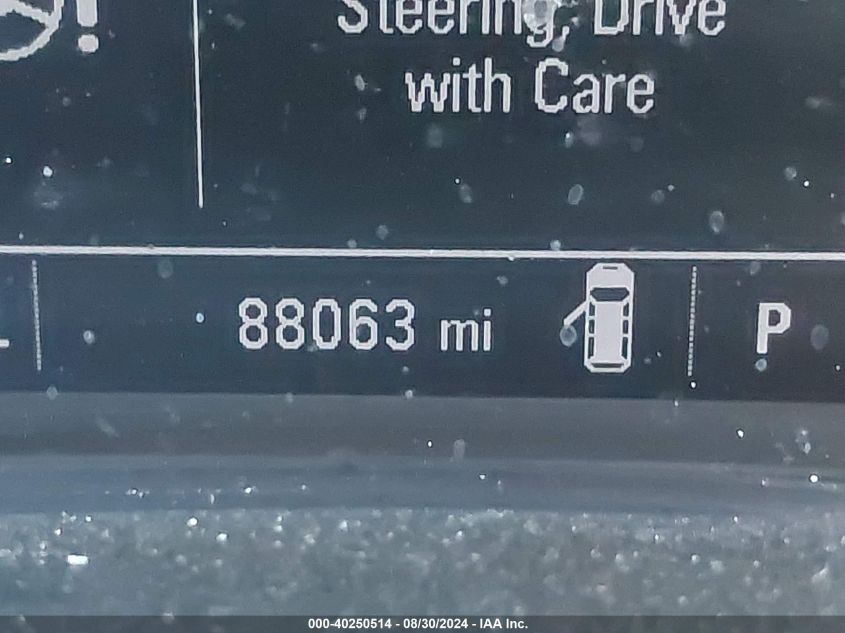 Steering, Drive
with Care
88063 mi
P
000-40250514 - 08/30/2024 - IAA Inc.